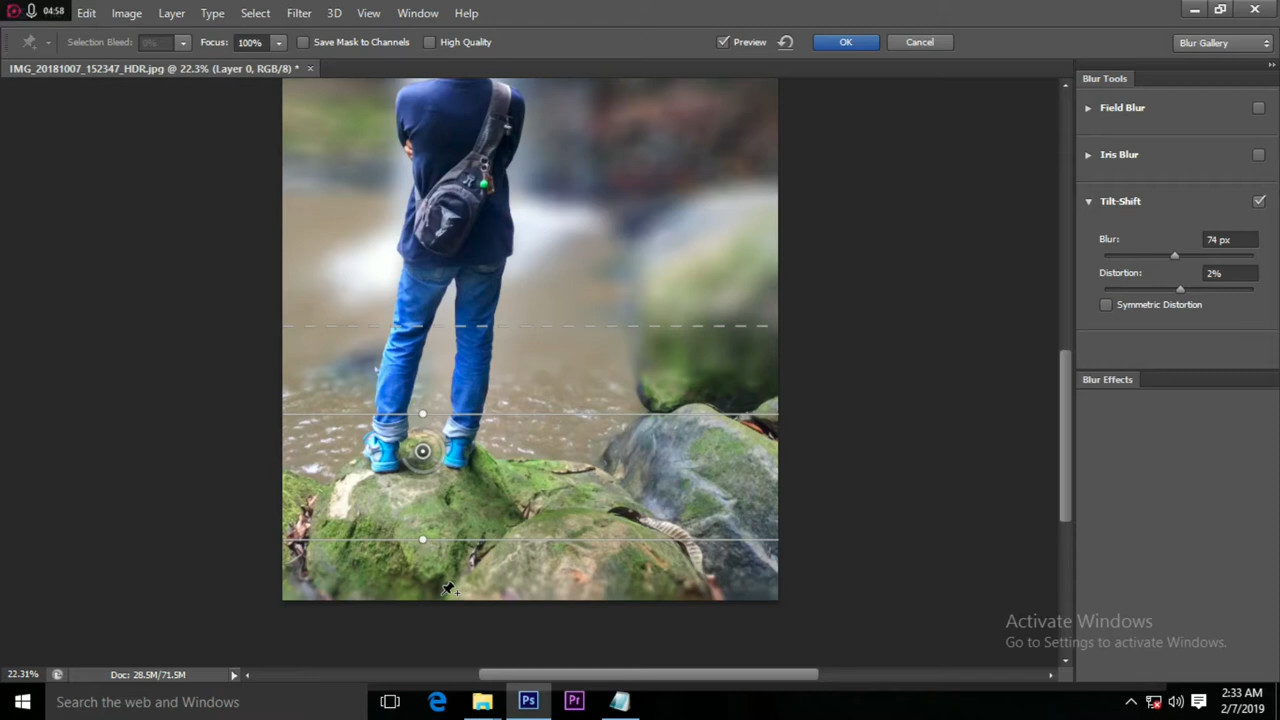 04:58 Edit Image Layer Type Select Filter 3D View Window Help
Selection Bleed: 0% Focus: 100% Save Mask to Channels High Quality Preview OK Cancel Blur Gallery
IMG_20181007_152347_HDR.jpg @ 22.3% (Layer 0, RGB/8) *
Blur Tools
Field Blur
Iris Blur
Tilt-Shift
Blur: 74 px
Distortion: 2%
Symmetric Distortion
Blur Effects
Activate Windows
Go to Settings to activate Windows.
22.31% Doc: 28.5M/71.5M
Search the web and Windows
Ps
Pr
2:33 AM
2/7/2019